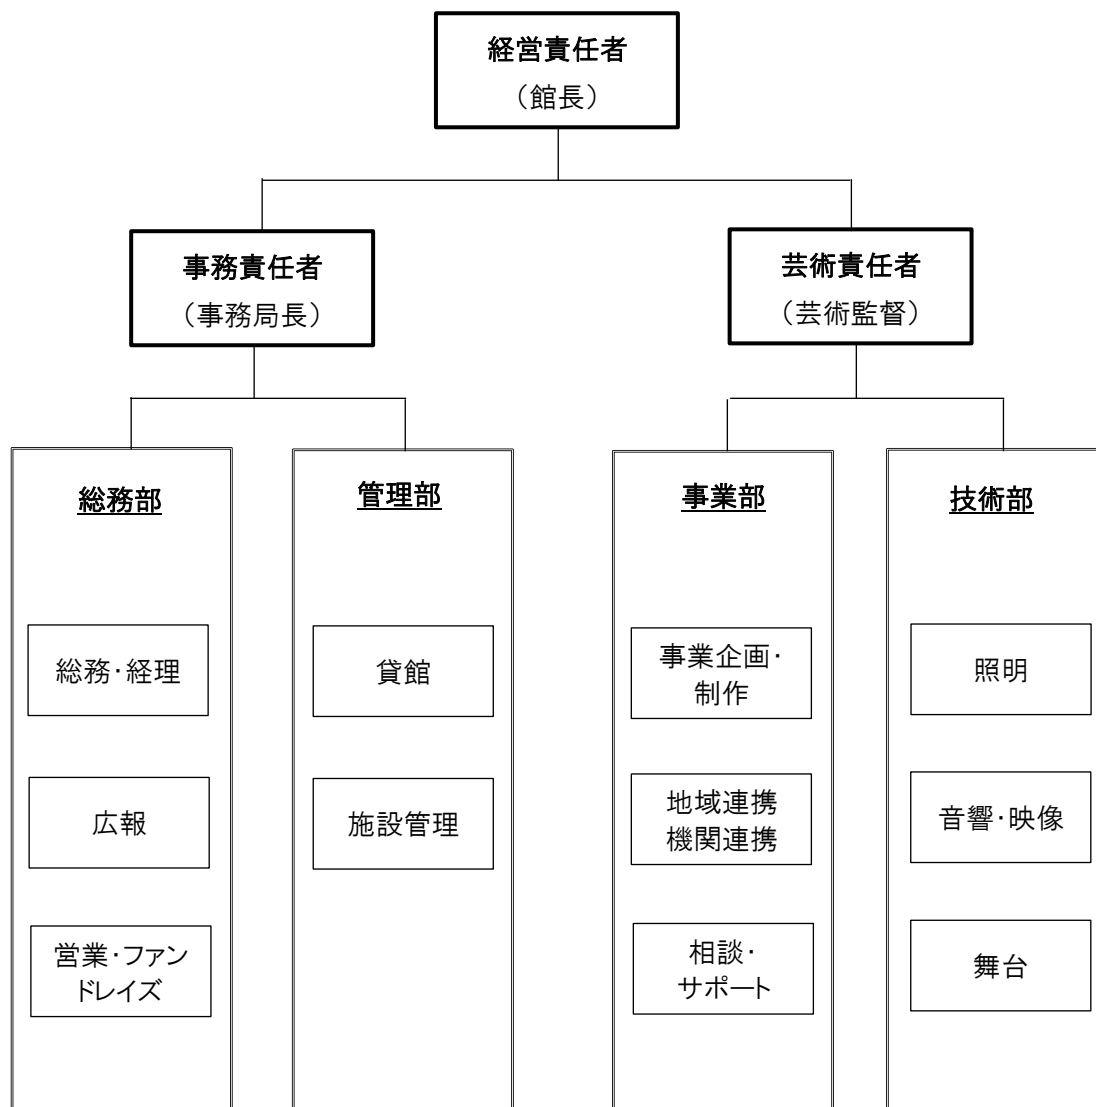 経営責任者
（館長）
事務責任者
（事務局長）
芸術責任者
（芸術監督）
総務部
総務・経理
広報
営業・ファン
ドレイズ
管理部
貸館
施設管理
事業部
事業企画・
制作
地域連携
機関連携
相談・
サポート
技術部
照明
音響・映像
舞台